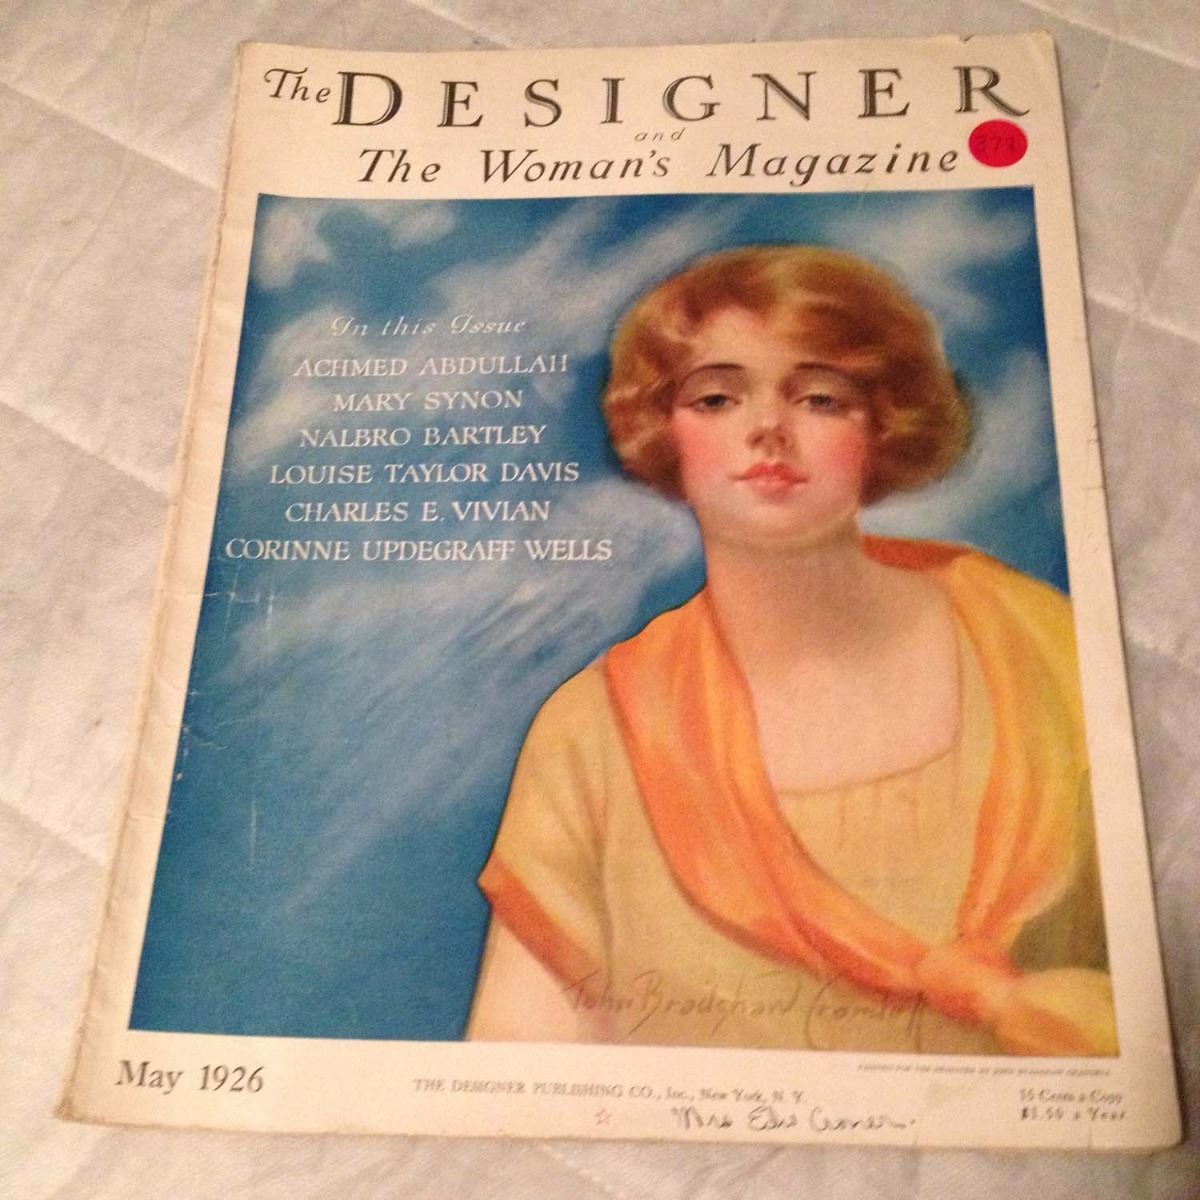 The DESIGNER
and
The Woman's Magazine
In this Issue
ACHMED ABDULLAH
MARY SYNON
NALBRO BARTLEY
LOUISE TAYLOR DAVIS
CHARLES E. VIVIAN
CORINNE UPDEGRAFF WELLS
John
May 1926
THE DESIGNER PUBLISHING CO., Inc., New York, N. Y.
15 Cents a Copy
$1.50 a Year
Mrs